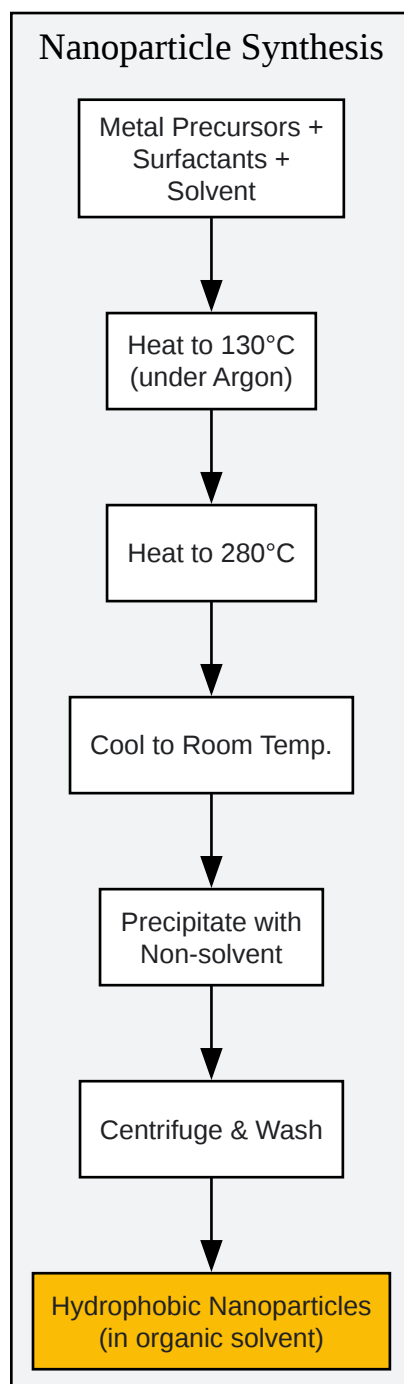 Nanoparticle Synthesis
Metal Precursors +
Surfactants +
Solvent
Heat to 130°C
(under Argon)
Heat to 280°C
Cool to Room Temp.
Precipitate with
Non-solvent
Centrifuge & Wash
Hydrophobic Nanoparticles
(in organic solvent)